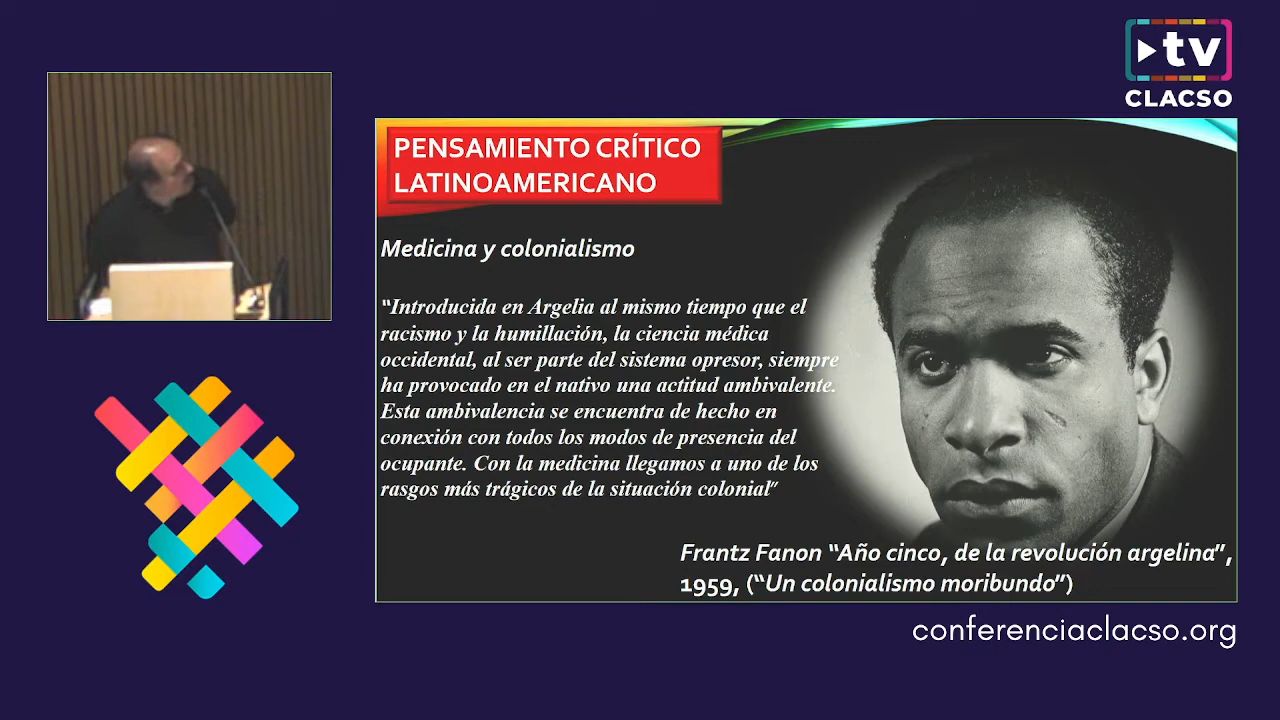 tv
CLACSO
PENSAMIENTO CRÍTICO
LATINOAMERICANO
Medicina y colonialismo
“Introducida en Argelia al mismo tiempo que el
racismo y la humillación, la ciencia médica
occidental, al ser parte del sistema opresor, siempre
ha provocado en el nativo una actitud ambivalente.
Esta ambivalencia se encuentra de hecho en
conexión con todos los modos de presencia del
ocupante. Con la medicina llegamos a uno de los
rasgos más trágicos de la situación colonial”
Frantz Fanon “Año cinco, de la revolución argelina”,
1959, (“Un colonialismo moribundo”)
conferenciaclacso.org